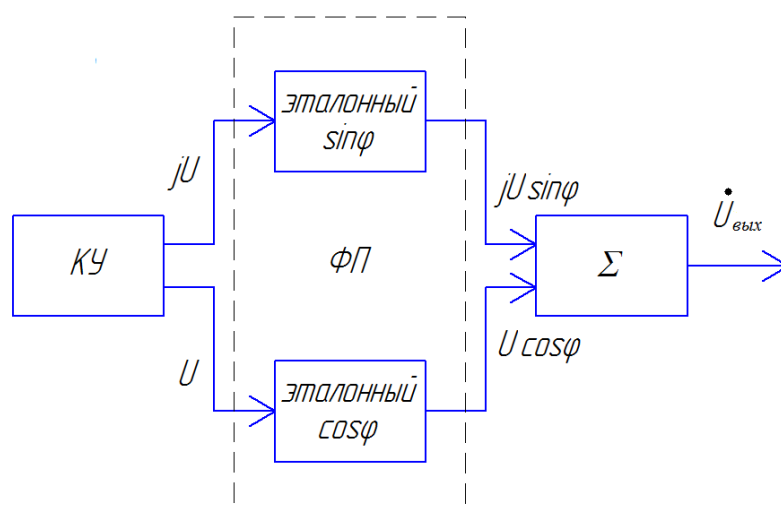 эталонный
sinφ
jU
jU sinφ
U̇вых
КУ
ФП
Σ
U
U cosφ
эталонный
cosφ